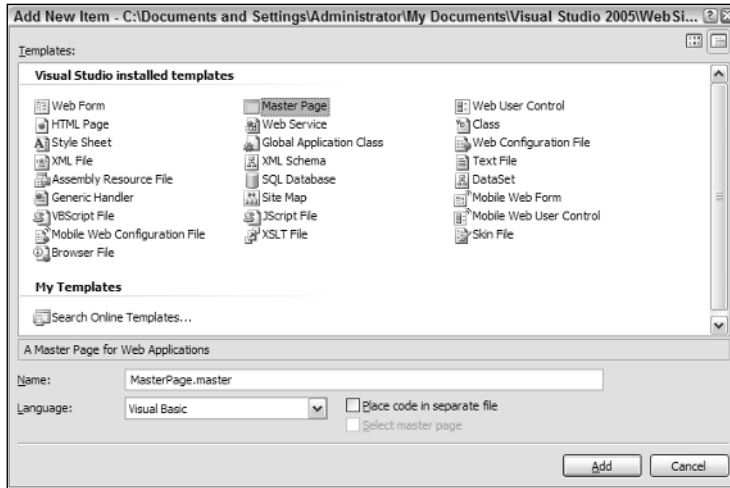 Add New Item - C:\Documents and Settings\Administrator\My Documents\Visual Studio 2005\WebSi...
Templates:
Visual Studio installed templates
Web Form Master Page Web User Control
HTML Page Web Service Class
Style Sheet Global Application Class Web Configuration File
XML File XML Schema Text File
Assembly Resource File SQL Database DataSet
Generic Handler Site Map Mobile Web Form
VBScript File JScript File Mobile Web User Control
Mobile Web Configuration File XSLT File Skin File
Browser File
My Templates
Search Online Templates...
A Master Page for Web Applications
Name: MasterPage.master
Language: Visual Basic Place code in separate file
Select master page
Add Cancel